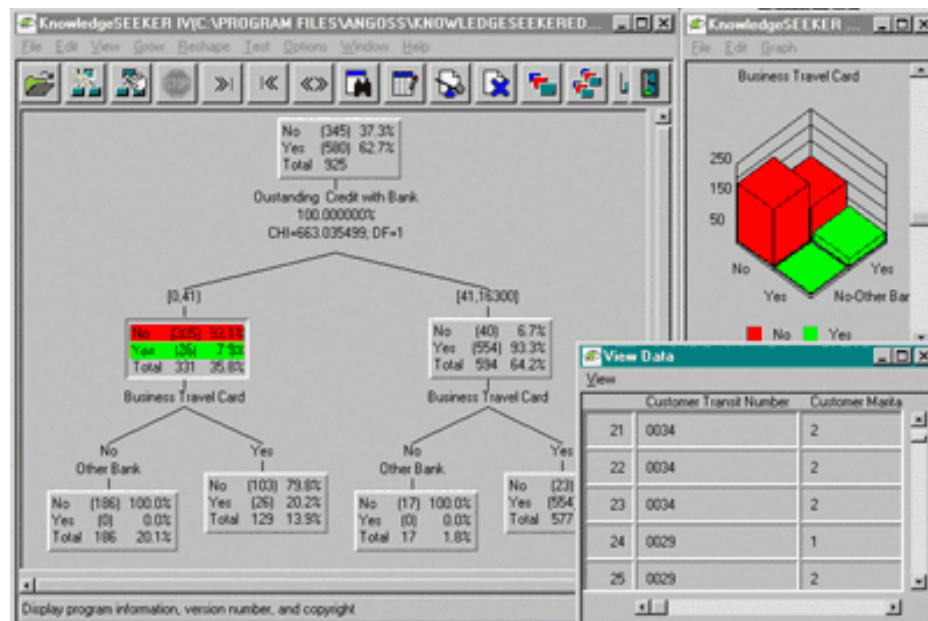 KnowledgeSEEKER IV(C:\PROGRAM FILES\ANGOSS\KNOWLEDGESEEKERED...
File Edit View Grow Reshape Test Options Window Help
No (345) 37.3%
Yes (580) 62.7%
Total 925
Oustanding Credit with Bank
100.000000%
CHI=663.035499; DF=1
[0,41)
[41,16300]
No (305) 92.1%
Yes (26) 7.9%
Total 331 35.8%
No (40) 6.7%
Yes (554) 93.3%
Total 594 64.2%
Business Travel Card
Business Travel Card
No
Other Bank
Yes
No
Other Bank
Yes
No (186) 100.0%
Yes (0) 0.0%
Total 186 20.1%
No (103) 79.8%
Yes (26) 20.2%
Total 129 13.9%
No (17) 100.0%
Yes (0) 0.0%
Total 17 1.8%
No (23)
Yes (554
Total 577
Display program information, version number, and copyright
KnowledgeSEEKER ...
File Edit Graph
Business Travel Card
250
150
50
No
Yes
Yes
No-Other Bar
No Yes
View Data
View
Customer Transit Number Customer Marita
21 0034 2
22 0034 2
23 0034 2
24 0029 1
25 0029 2